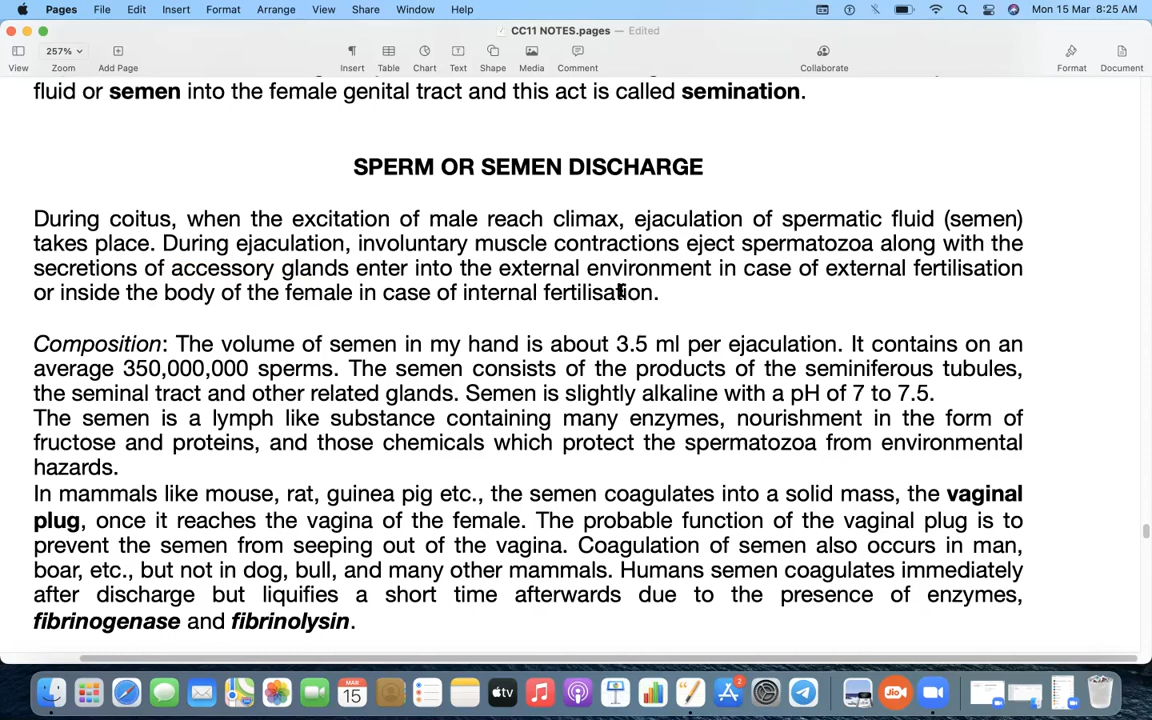 Pages File Edit Insert Format Arrange View Share Window Help Mon 15 Mar 8:25 AM
CC11 NOTES.pages — Edited
257%
View Zoom Add Page Insert Table Chart Text Shape Media Comment Collaborate Format Document
fluid or semen into the female genital tract and this act is called semination.
SPERM OR SEMEN DISCHARGE
During coitus, when the excitation of male reach climax, ejaculation of spermatic fluid (semen)
takes place. During ejaculation, involuntary muscle contractions eject spermatozoa along with the
secretions of accessory glands enter into the external environment in case of external fertilisation
or inside the body of the female in case of internal fertilisation.
Composition: The volume of semen in my hand is about 3.5 ml per ejaculation. It contains on an
average 350,000,000 sperms. The semen consists of the products of the seminiferous tubules,
the seminal tract and other related glands. Semen is slightly alkaline with a pH of 7 to 7.5.
The semen is a lymph like substance containing many enzymes, nourishment in the form of
fructose and proteins, and those chemicals which protect the spermatozoa from environmental
hazards.
In mammals like mouse, rat, guinea pig etc., the semen coagulates into a solid mass, the vaginal
plug, once it reaches the vagina of the female. The probable function of the vaginal plug is to
prevent the semen from seeping out of the vagina. Coagulation of semen also occurs in man,
boar, etc., but not in dog, bull, and many other mammals. Humans semen coagulates immediately
after discharge but liquifies a short time afterwards due to the presence of enzymes,
fibrinogenase and fibrinolysin.
MAR
15
tv
2
Jio